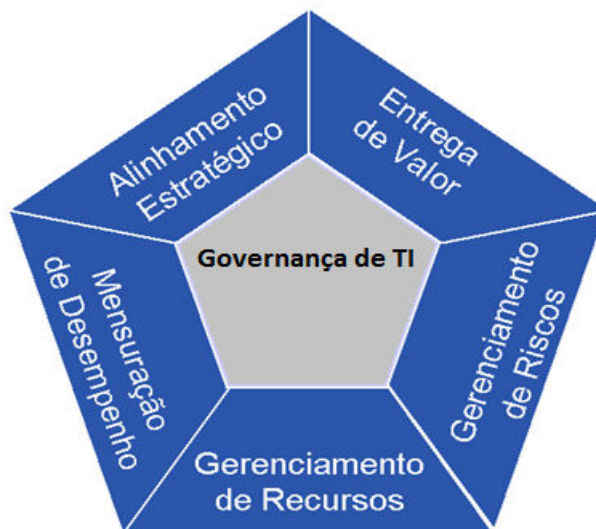 Alinhamento
Estratégico
Entrega
de Valor
Governança de TI
Mensuração
de Desempenho
Gerenciamento
de Riscos
Gerenciamento
de Recursos